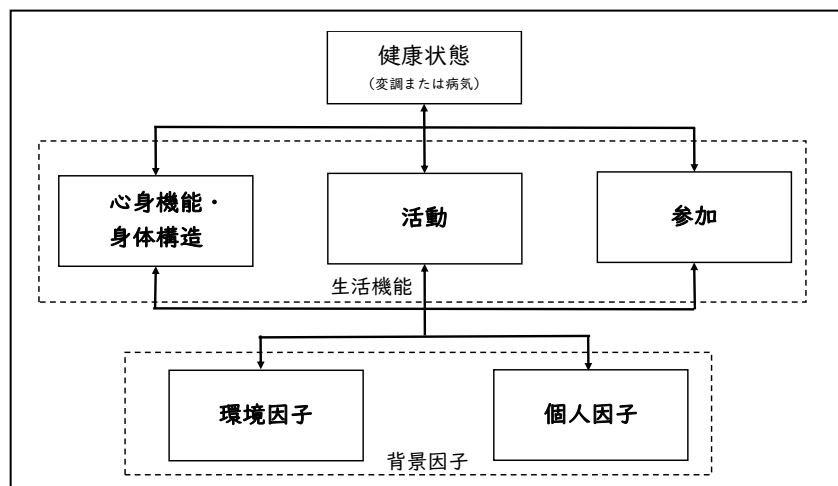 健康状態
(変調または病気)
心身機能・
身体構造
活動
参加
生活機能
環境因子
個人因子
背景因子